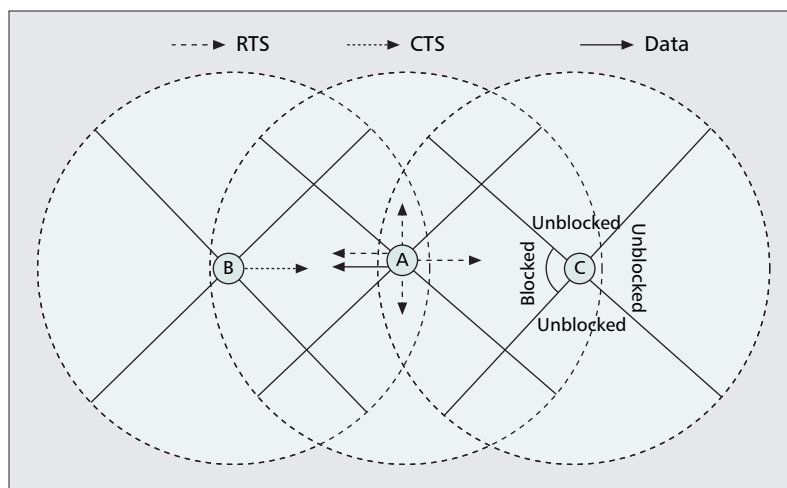 RTS
CTS
Data
B
A
C
Unblocked
Blocked
Unblocked
Unblocked